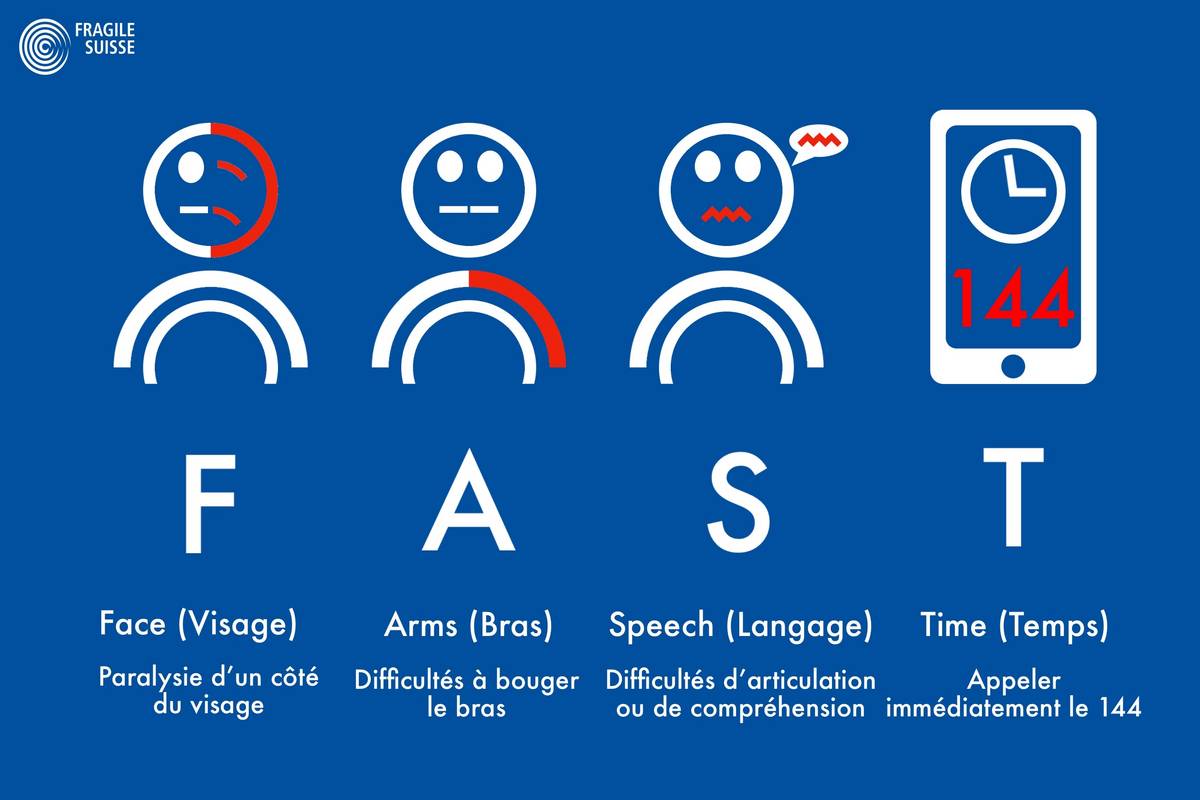 FRAGILE
SUISSE
144
F A S T
Face (Visage)
Paralysie d'un côté
du visage
Arms (Bras)
Difficultés à bouger
le bras
Speech (Langage)
Difficultés d'articulation
ou de compréhension
Time (Temps)
Appeler
immédiatement le 144